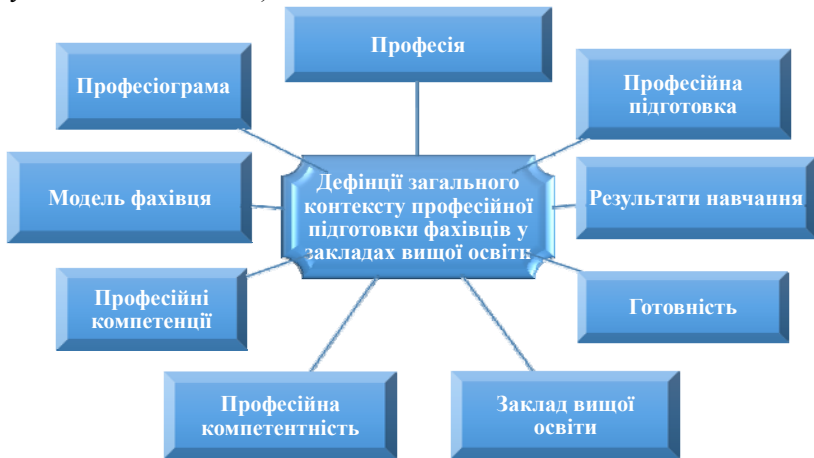 Професія
Професіограма
Професійна
підготовка
Дефінції загального
контексту професійної
підготовки фахівців у
закладах вищої освіти
Модель фахівця
Результати навчання
Професійні
компетенції
Готовність
Професійна
компетентність
Заклад вищої
освіти